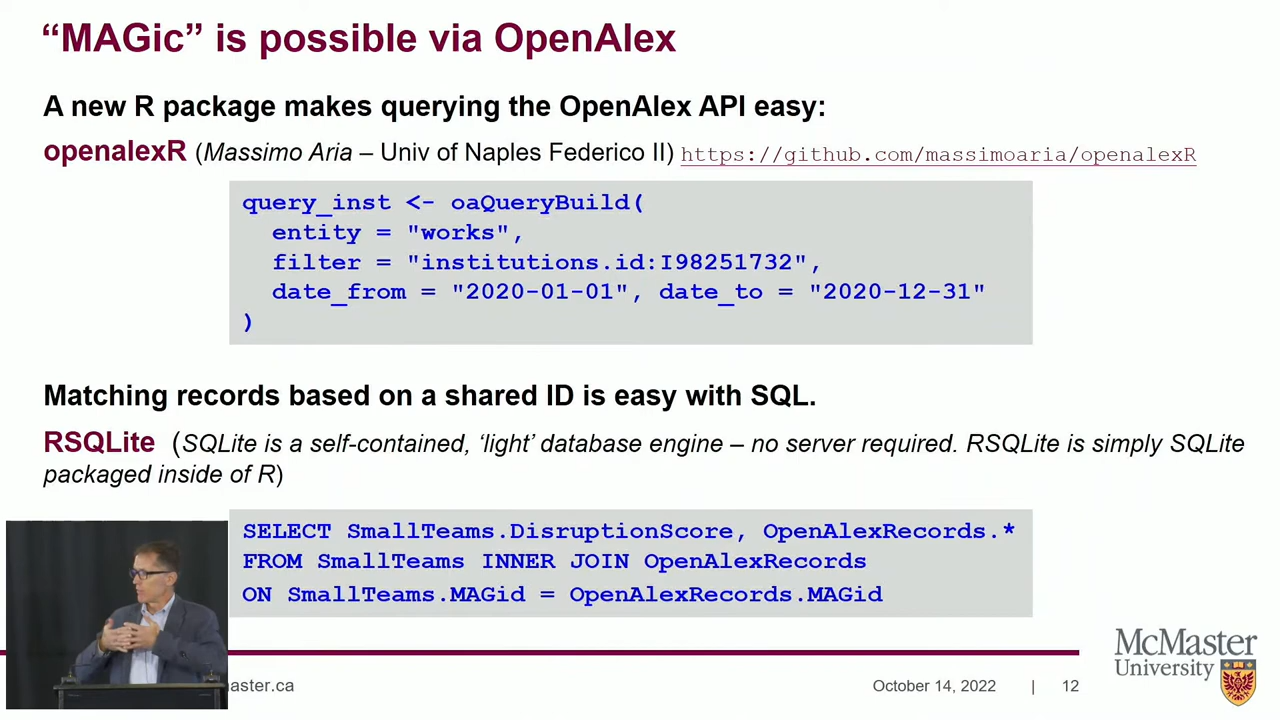 “MAGic” is possible via OpenAlex
A new R package makes querying the OpenAlex API easy:
openalexR (Massimo Aria – Univ of Naples Federico II) https://github.com/massimoaria/openalexR
query_inst <- oaQueryBuild(
entity = "works",
filter = "institutions.id:I98251732",
date_from = "2020-01-01", date_to = "2020-12-31"
)
Matching records based on a shared ID is easy with SQL.
RSQLite (SQLite is a self-contained, ‘light’ database engine – no server required. RSQLite is simply SQLite
packaged inside of R)
SELECT SmallTeams.DisruptionScore, OpenAlexRecords.*
FROM SmallTeams INNER JOIN OpenAlexRecords
ON SmallTeams.MAGid = OpenAlexRecords.MAGid
McMaster
University
aster.ca
October 14, 2022 | 12